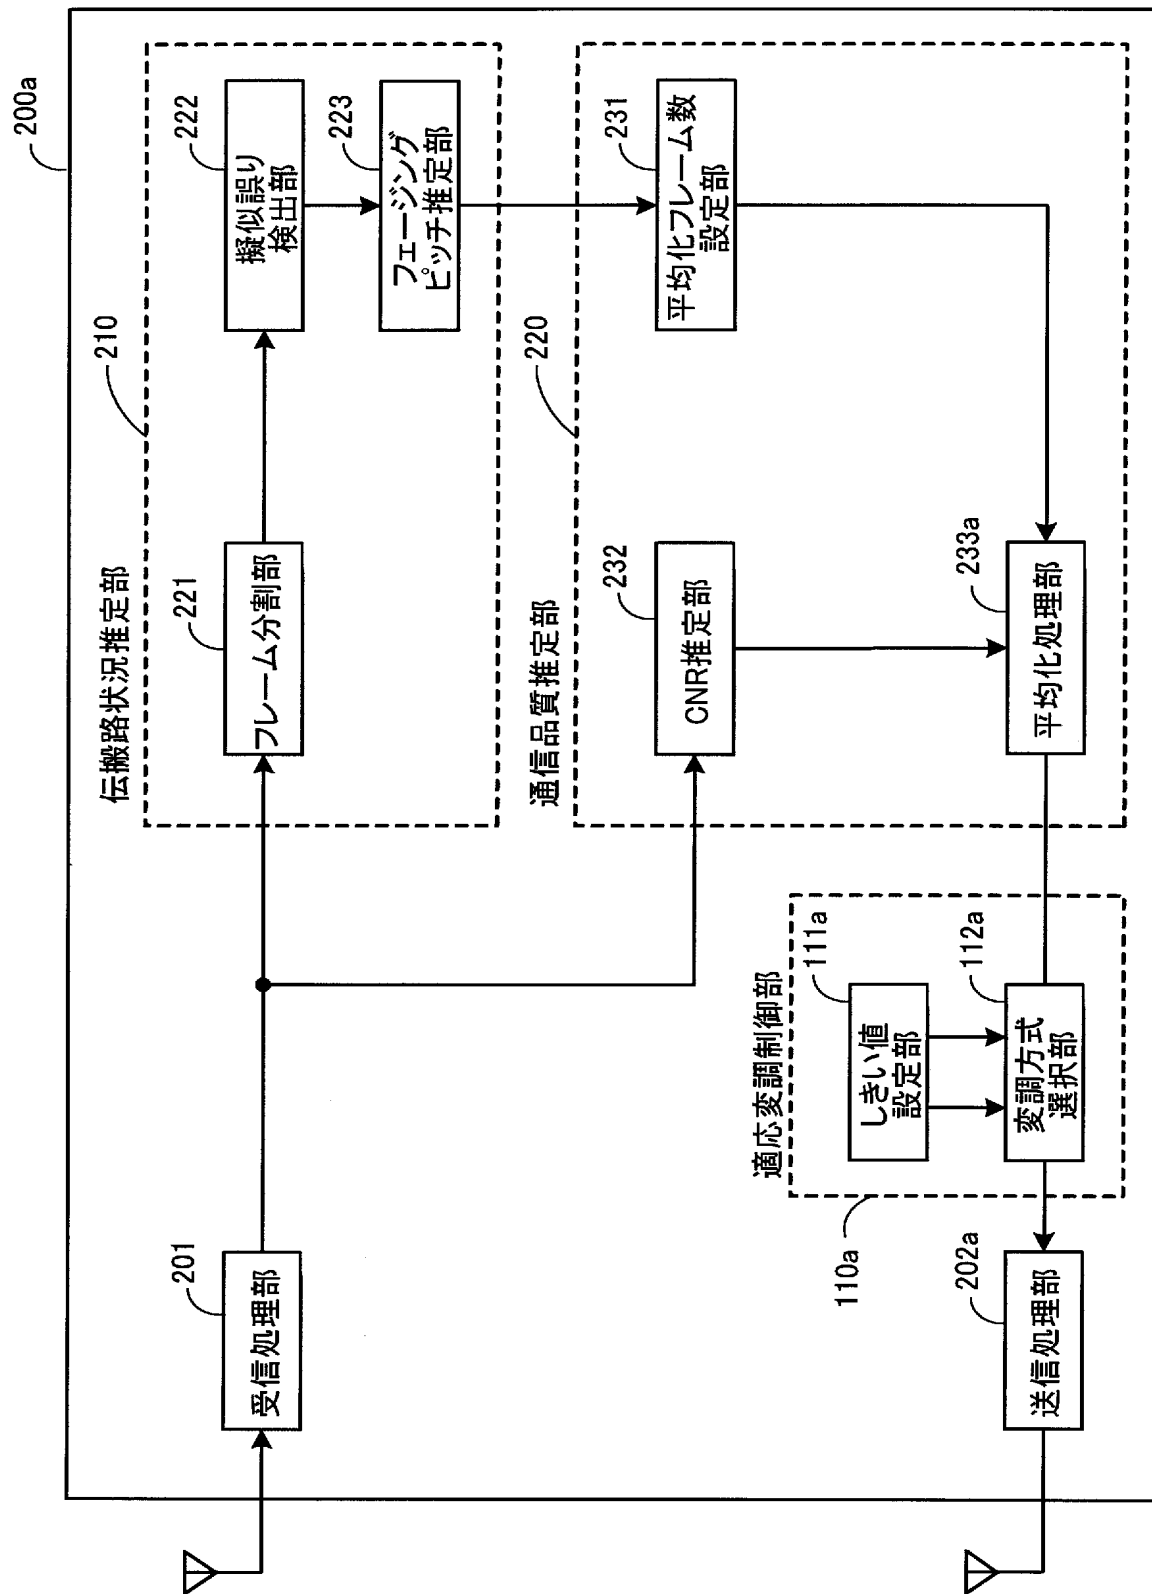 200a
伝搬路状況推定部
210
221
フレーム分割部
222
擬似誤り
検出部
223
フェージング
ピッチ推定部
201
受信処理部
通信品質推定部
220
231
平均化フレーム数
設定部
232
CNR推定部
233a
平均化処理部
適応変調制御部
110a
111a
しきい値
設定部
112a
変調方式
選択部
202a
送信処理部